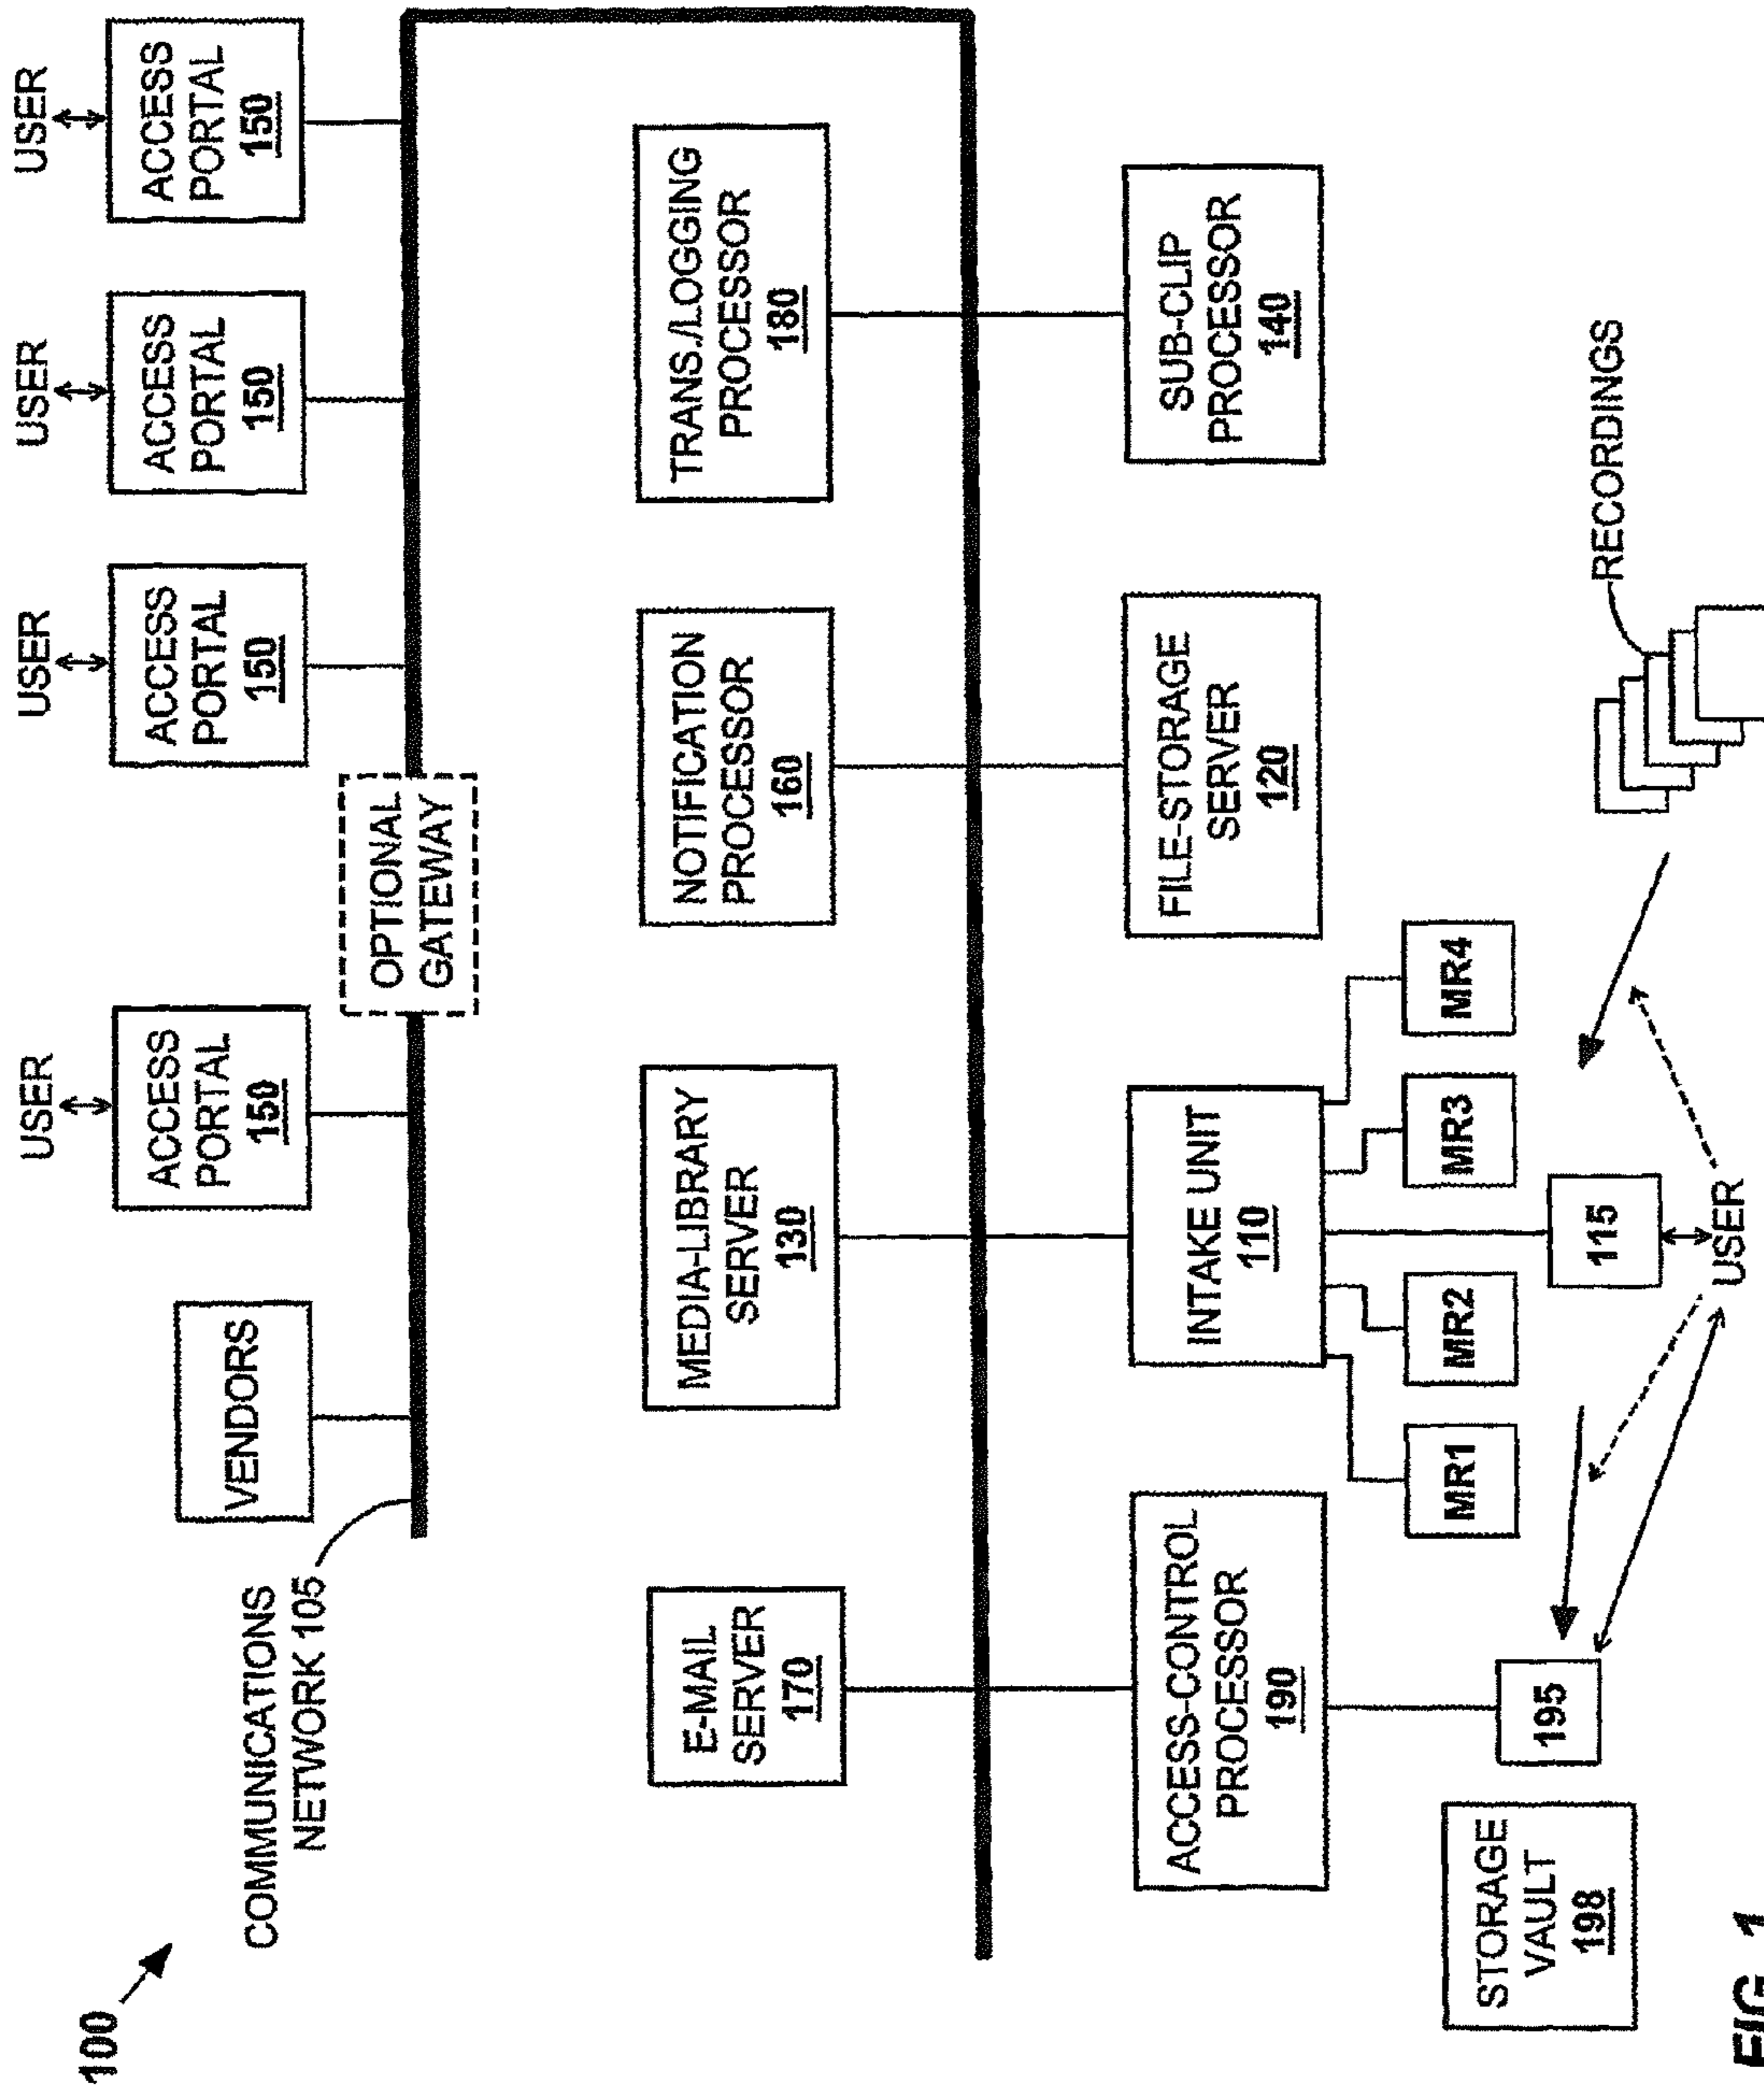 100
COMMUNICATIONS
NETWORK 105
VENDORS
USER
ACCESS
PORTAL
150
OPTIONAL
GATEWAY
USER
ACCESS
PORTAL
150
USER
ACCESS
PORTAL
150
USER
ACCESS
PORTAL
150
E-MAIL
SERVER
170
MEDIA-LIBRARY
SERVER
130
NOTIFICATION
PROCESSOR
160
TRANS./LOGGING
PROCESSOR
180
ACCESS-CONTROL
PROCESSOR
190
INTAKE UNIT
110
FILE-STORAGE
SERVER
120
SUB-CLIP
PROCESSOR
140
MR1
MR2
MR3
MR4
STORAGE
VAULT
198
195
115
USER
RECORDINGS
FIG. 1